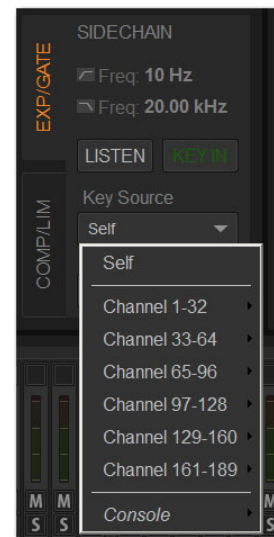 EXP/GATE
COMP/LIM
SIDECHAIN
Freq: 10 Hz
Freq: 20.00 kHz
LISTEN KEY IN
Key Source
Self
Self
Channel 1-32
Channel 33-64
Channel 65-96
Channel 97-128
Channel 129-160
Channel 161-189
Console
M M M
S S S